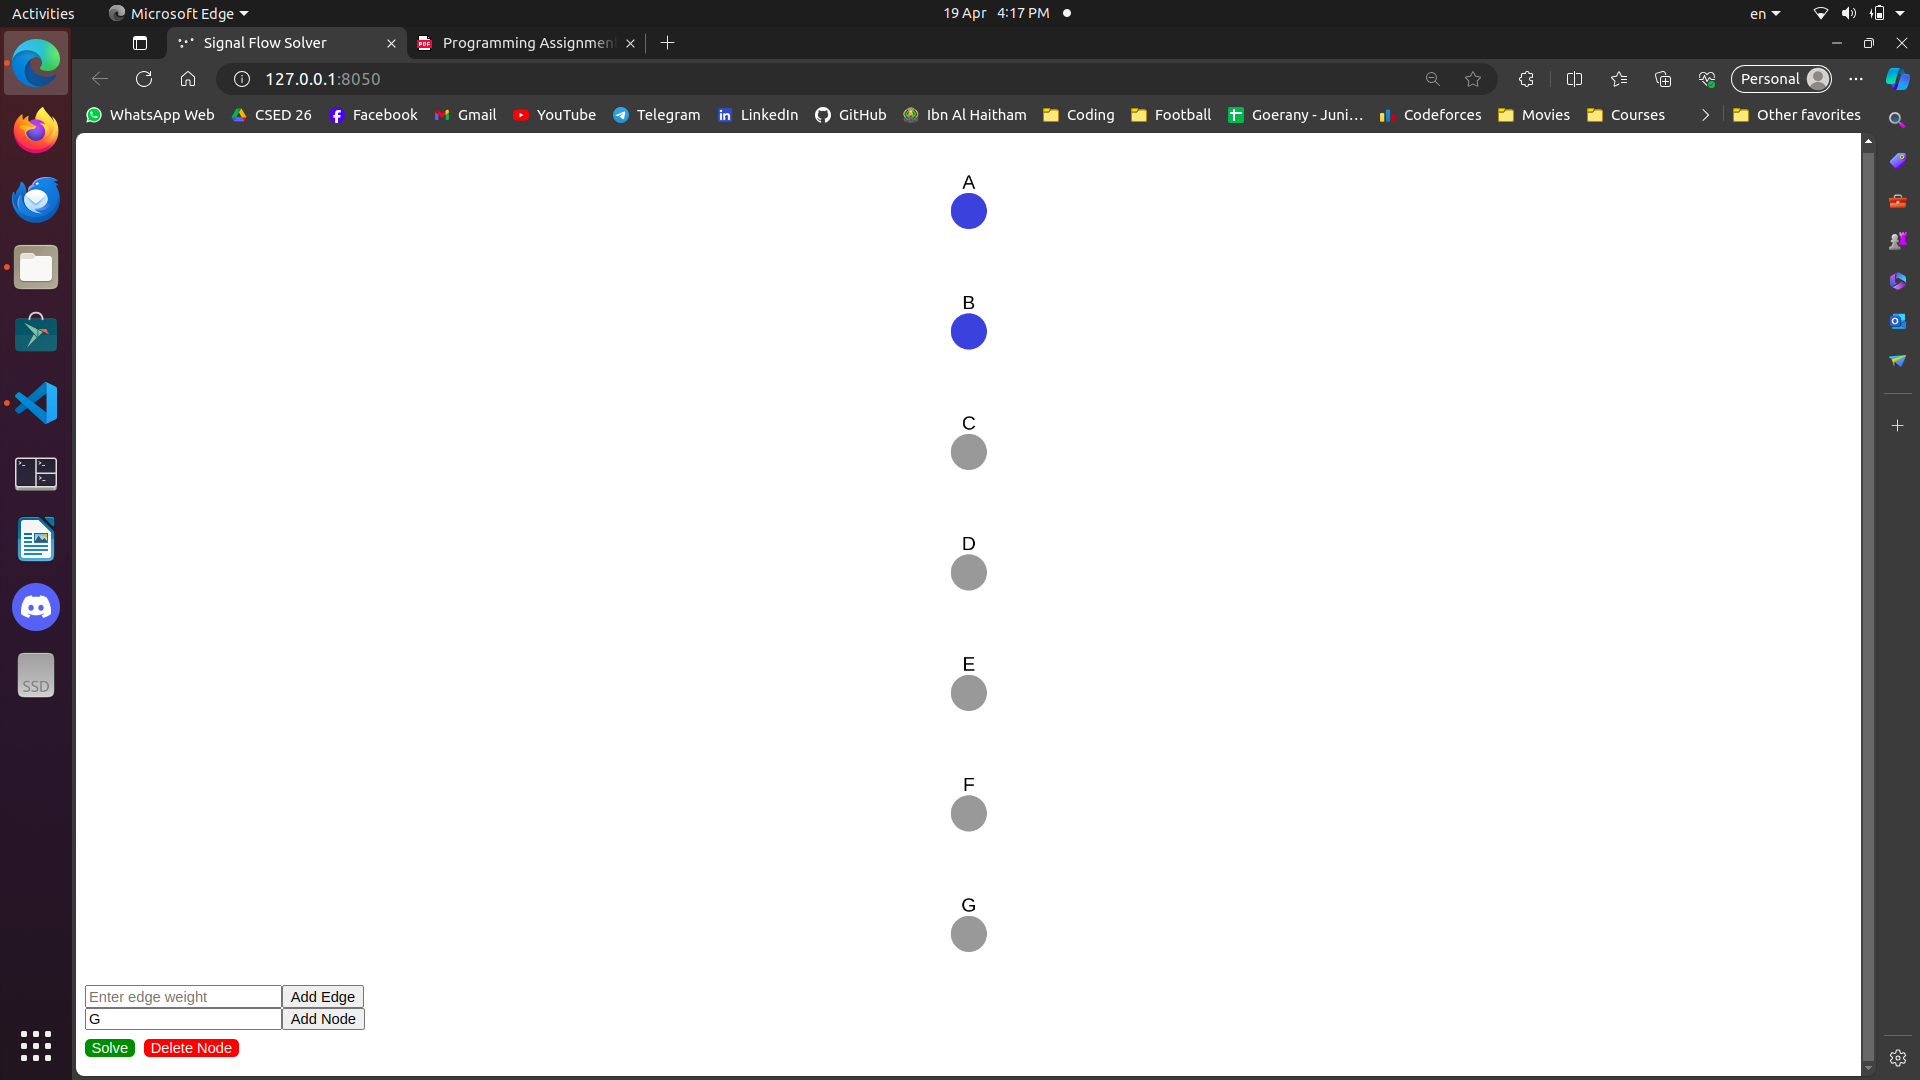 Activities
Microsoft Edge
19 Apr 4:17 PM
en
Signal Flow Solver
Programming Assignmen
127.0.0.1:8050
Personal
WhatsApp Web
CSED 26
Facebook
Gmail
YouTube
Telegram
LinkedIn
GitHub
Ibn Al Haitham
Coding
Football
Goerany - Juni...
Codeforces
Movies
Courses
Other favorites
A
B
C
D
E
F
G
Enter edge weight
Add Edge
G
Add Node
Solve
Delete Node
SSD